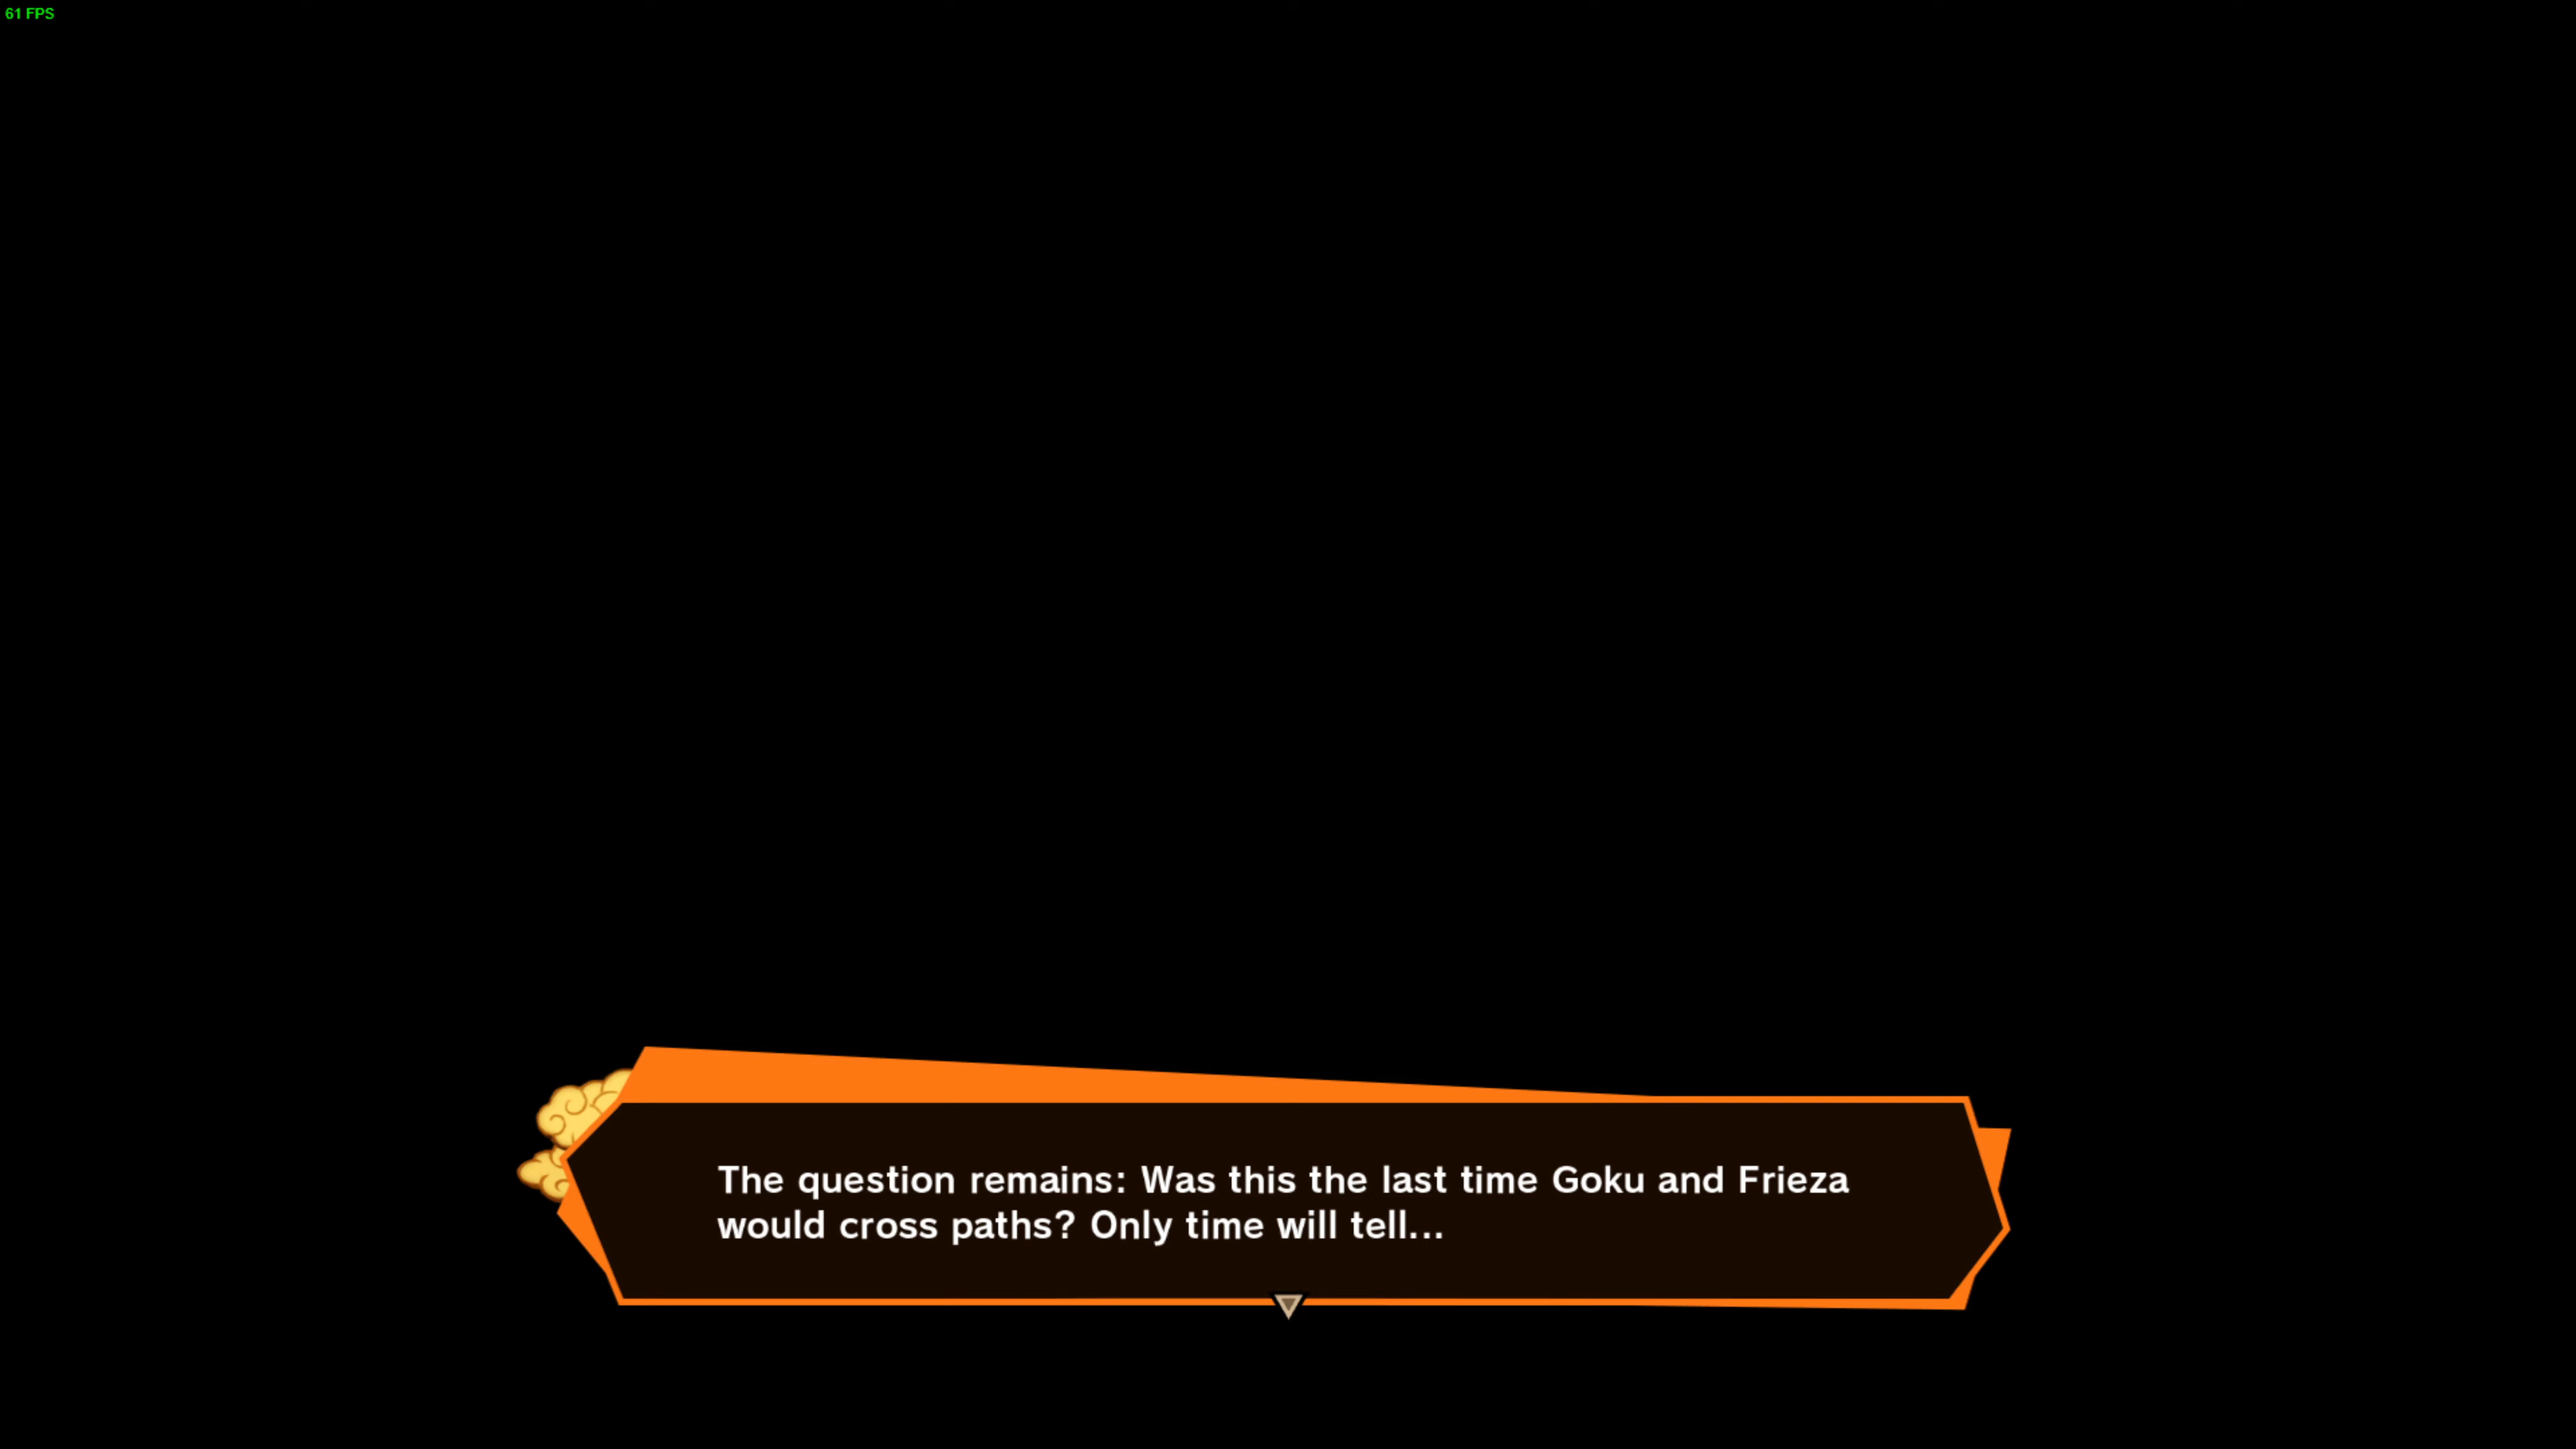 61 FPS
The question remains: Was this the last time Goku and Frieza
would cross paths? Only time will tell...